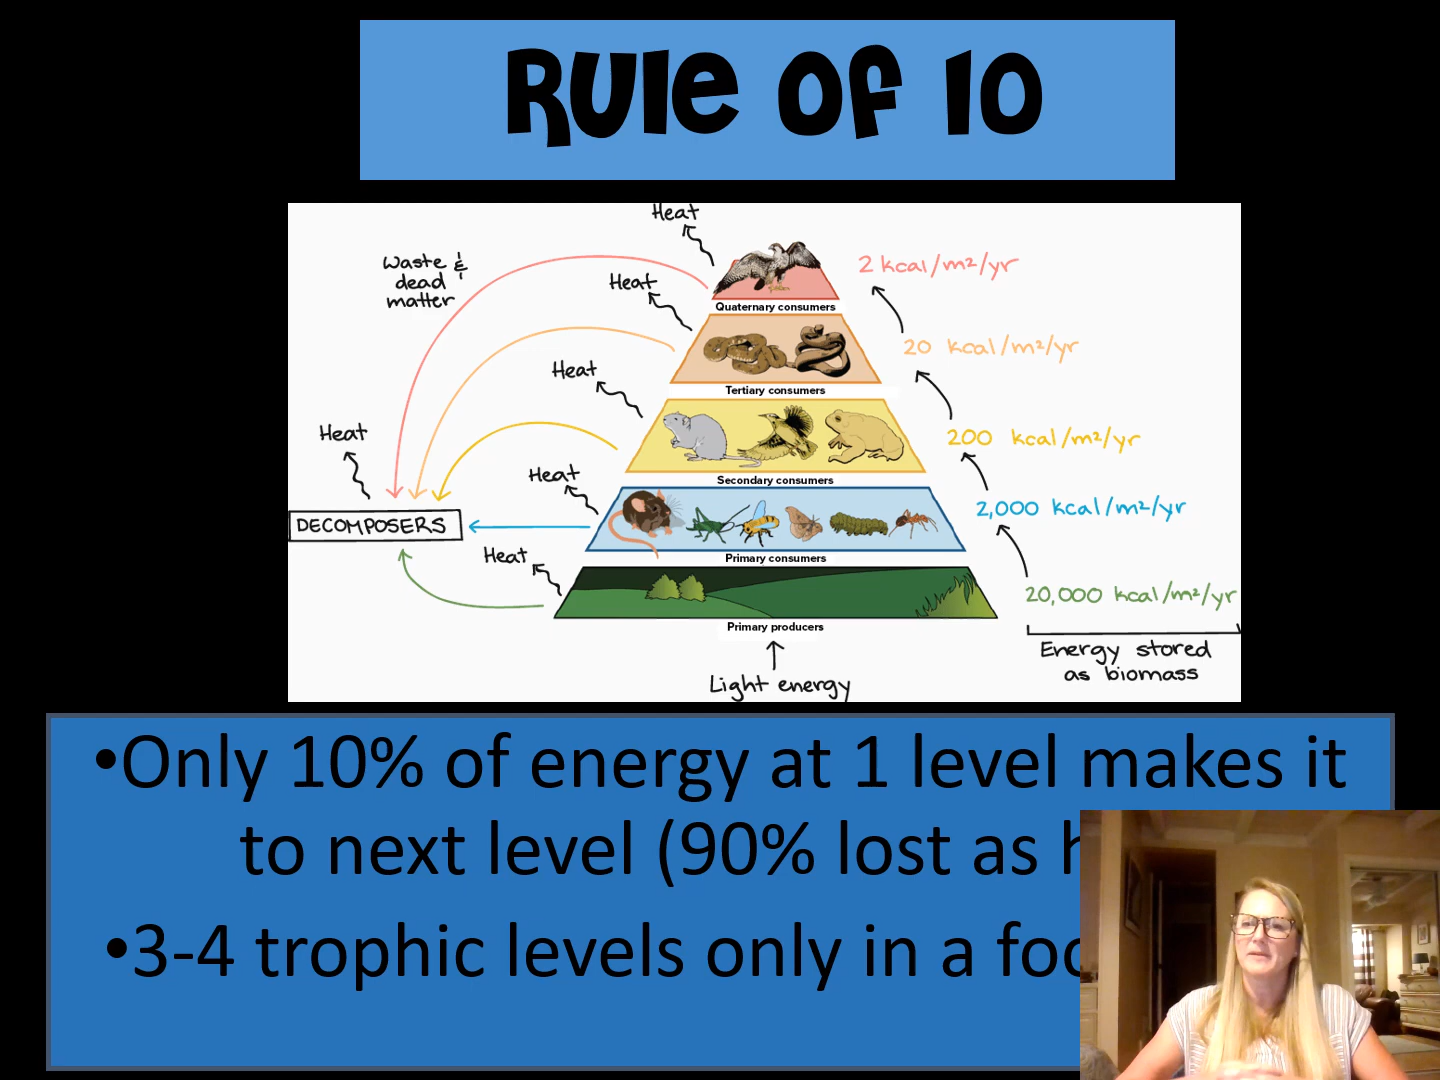 Rule of 10
Heat
Waste &
dead
matter
Heat
2 kcal/m²/yr
Quaternary consumers
20 kcal/m²/yr
Heat
Tertiary consumers
Heat
200 kcal/m²/yr
Heat
Secondary consumers
2,000 kcal/m²/yr
DECOMPOSERS
Heat
Primary consumers
20,000 kcal/m²/yr
Primary producers
Energy stored
as biomass
Light energy
•Only 10% of energy at 1 level makes it
to next level (90% lost as
•3-4 trophic levels only in a